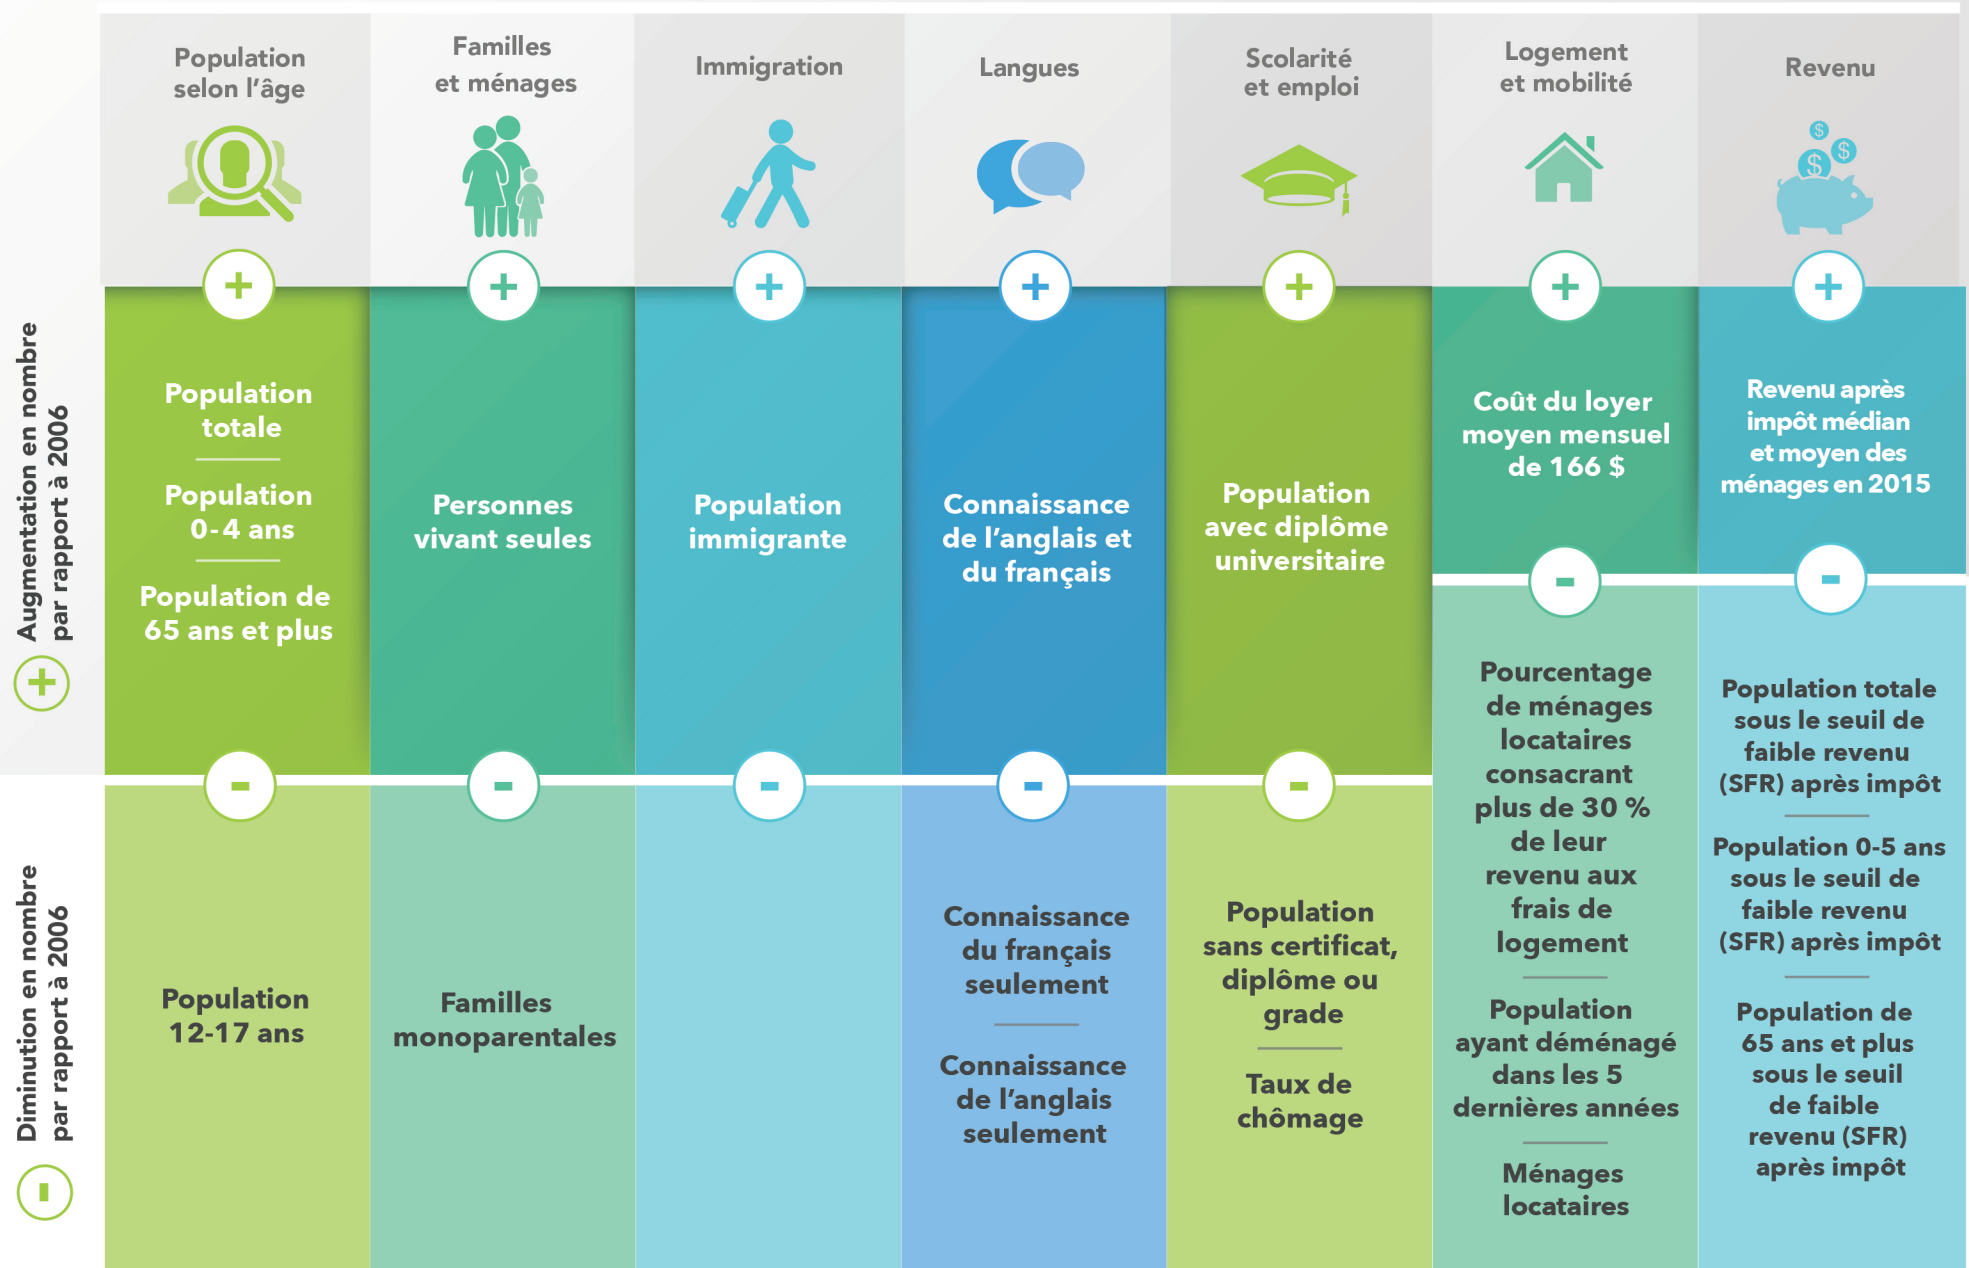 Population
selon l'âge
Familles
et ménages
Immigration
Langues
Scolarité
et emploi
Logement
et mobilité
Revenu
$
$
$
Augmentation en nombre
par rapport à 2006
+
+
Population
totale
Population
0-4 ans
Population de
65 ans et plus
+
Personnes
vivant seules
+
Population
immigrante
+
Connaissance
de l'anglais et
du français
+
Population
avec diplôme
universitaire
+
Coût du loyer
moyen mensuel
de 166 $
+
Revenu après
impôt médian
et moyen des
ménages en 2015
Diminution en nombre
par rapport à 2006
-
-
Population
12-17 ans
-
Familles
monoparentales
-
-
Connaissance
du français
seulement
Connaissance
de l'anglais
seulement
-
Population
sans certificat,
diplôme ou
grade
Taux de
chômage
-
Pourcentage
de ménages
locataires
consacrant
plus de 30 %
de leur
revenu aux
frais de
logement
Population
ayant déménagé
dans les 5
dernières années
Ménages
locataires
-
Population totale
sous le seuil de
faible revenu
(SFR) après impôt
Population 0-5 ans
sous le seuil de
faible revenu
(SFR) après impôt
Population de
65 ans et plus
sous le seuil
de faible
revenu (SFR)
après impôt